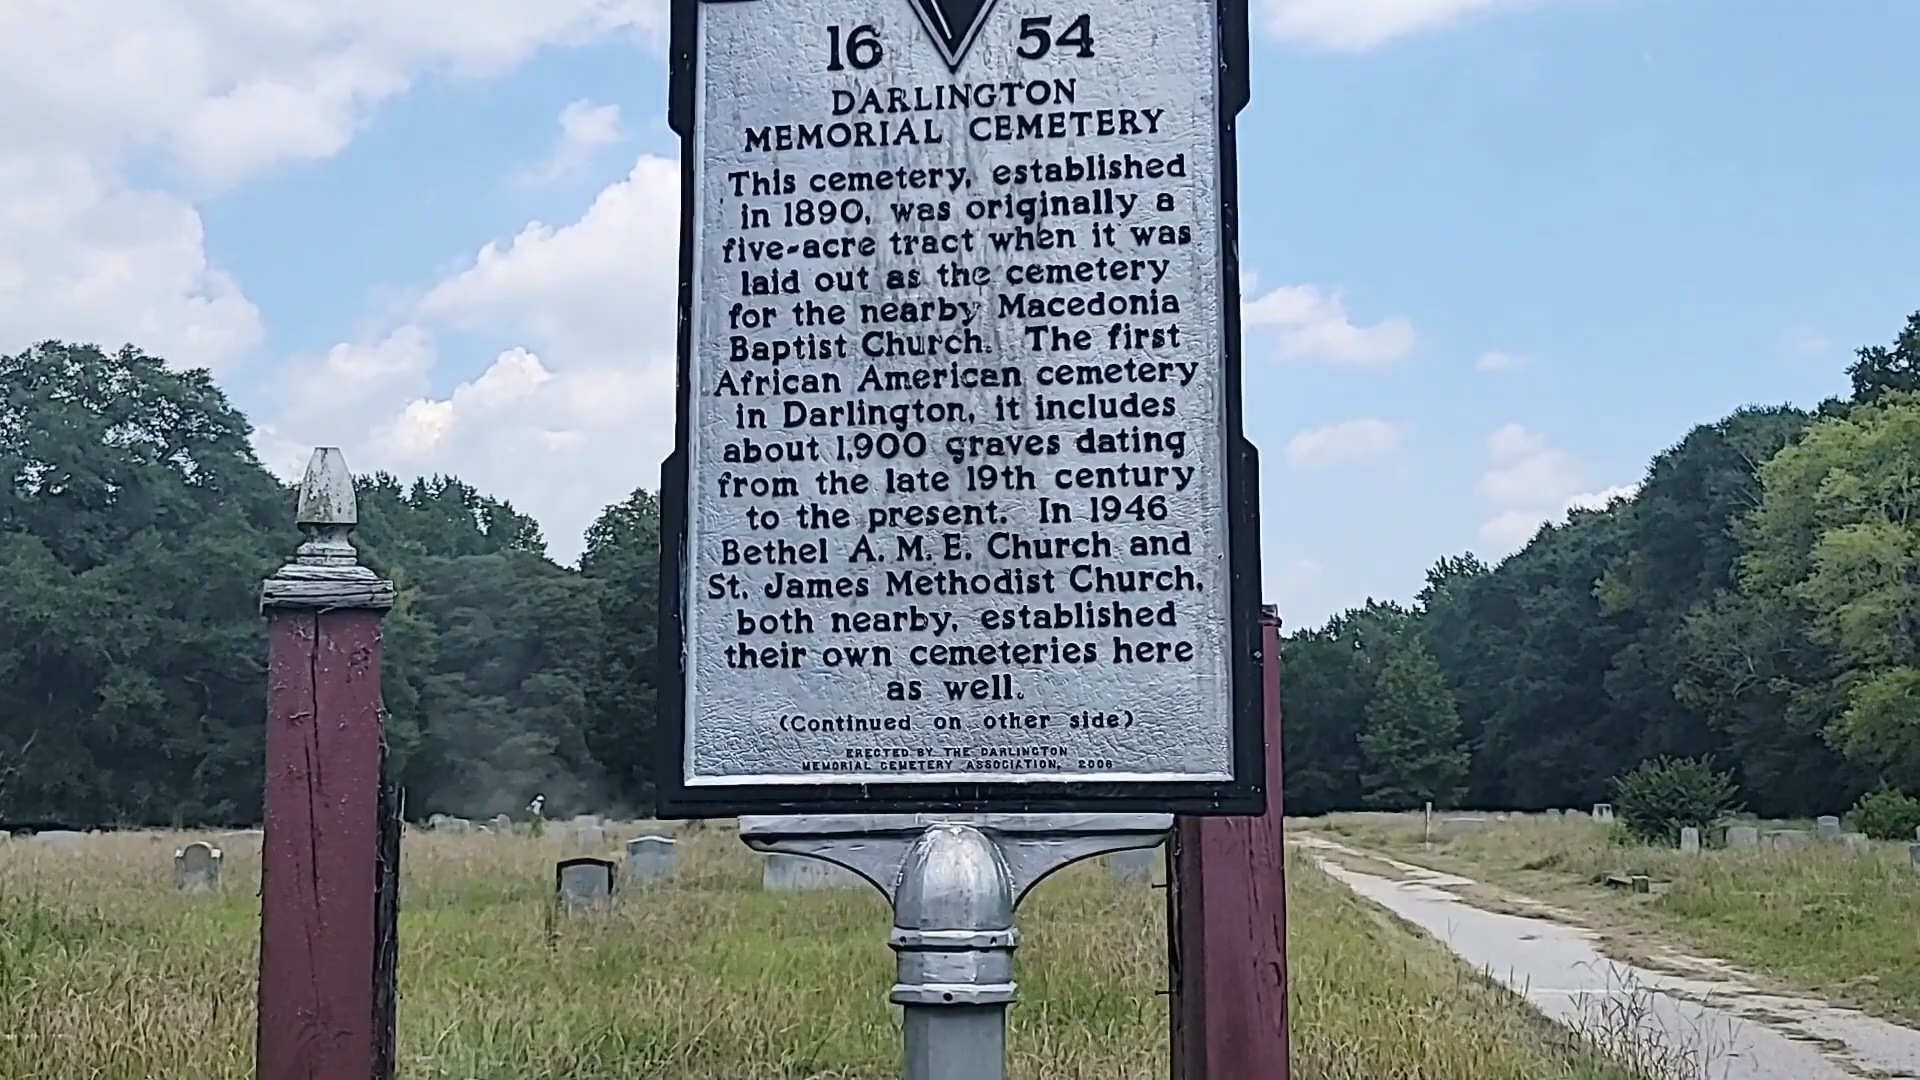 16 54
DARLINGTON
MEMORIAL CEMETERY
This cemetery, established
in 1890, was originally a
five-acre tract when it was
laid out as the cemetery
for the nearby Macedonia
Baptist Church. The first
African American cemetery
in Darlington, it includes
about 1,900 graves dating
from the late 19th century
to the present. In 1946
Bethel A. M. E. Church and
St. James Methodist Church,
both nearby, established
their own cemeteries here
as well.
(Continued on other side)
ERECTED BY THE DARLINGTON
MEMORIAL CEMETERY ASSOCIATION, 2006